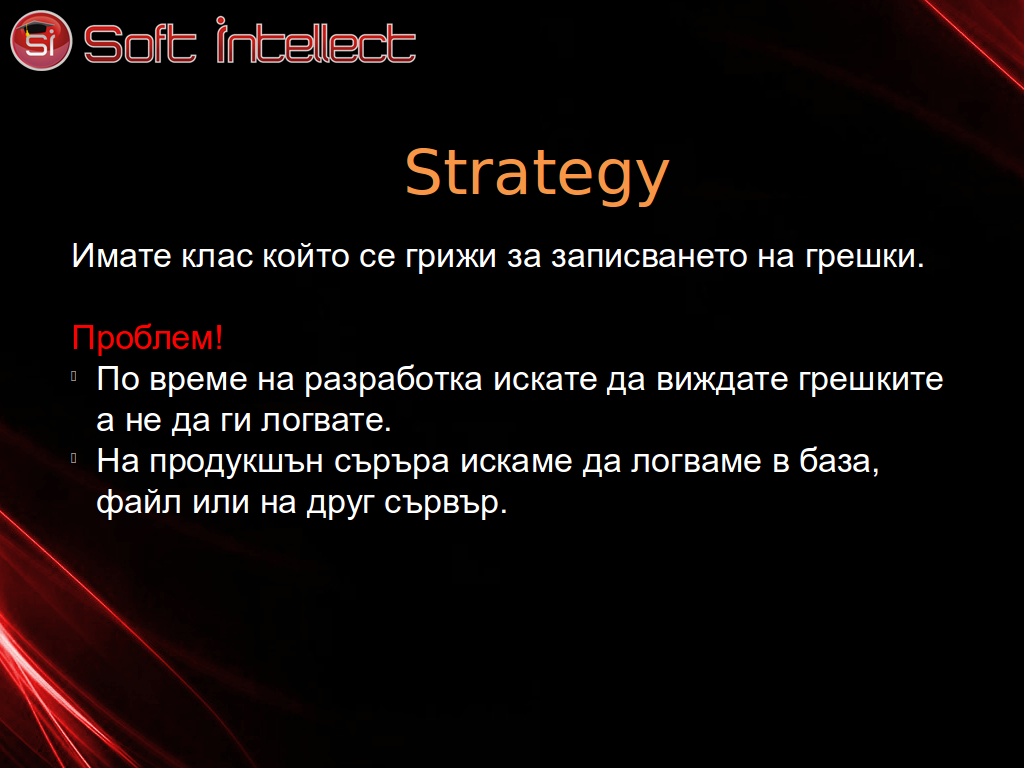 Si Soft Intellect
Strategy
Имате клас който се грижи за записването на грешки.
Проблем!
По време на разработка искате да виждате грешките
а не да ги логвате.
На продукшън сръра искаме да логваме в база,
файл или на друг сървър.